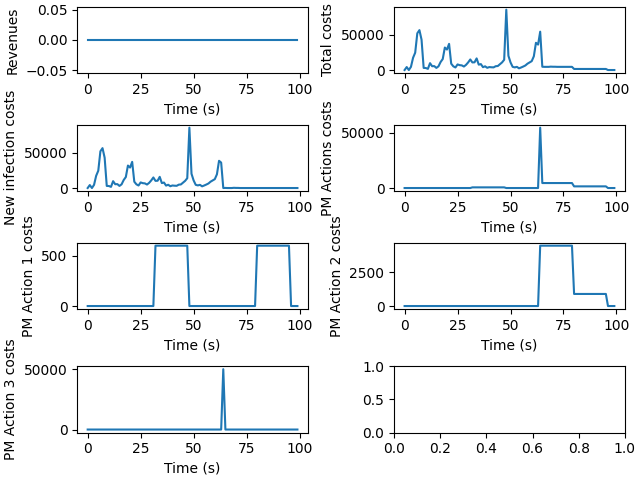 Revenues
0.05
0.00
−0.05
0 25 50 75 100
Time (s)
Total costs
50000
0
0 25 50 75 100
Time (s)
New infection costs
50000
0
0 25 50 75 100
Time (s)
PM Actions costs
50000
0
0 25 50 75 100
Time (s)
PM Action 1 costs
500
0
0 25 50 75 100
Time (s)
PM Action 2 costs
2500
0
0 25 50 75 100
Time (s)
PM Action 3 costs
50000
0
0 25 50 75 100
Time (s)
1.0
0.5
0.0
0.0 0.2 0.4 0.6 0.8 1.0